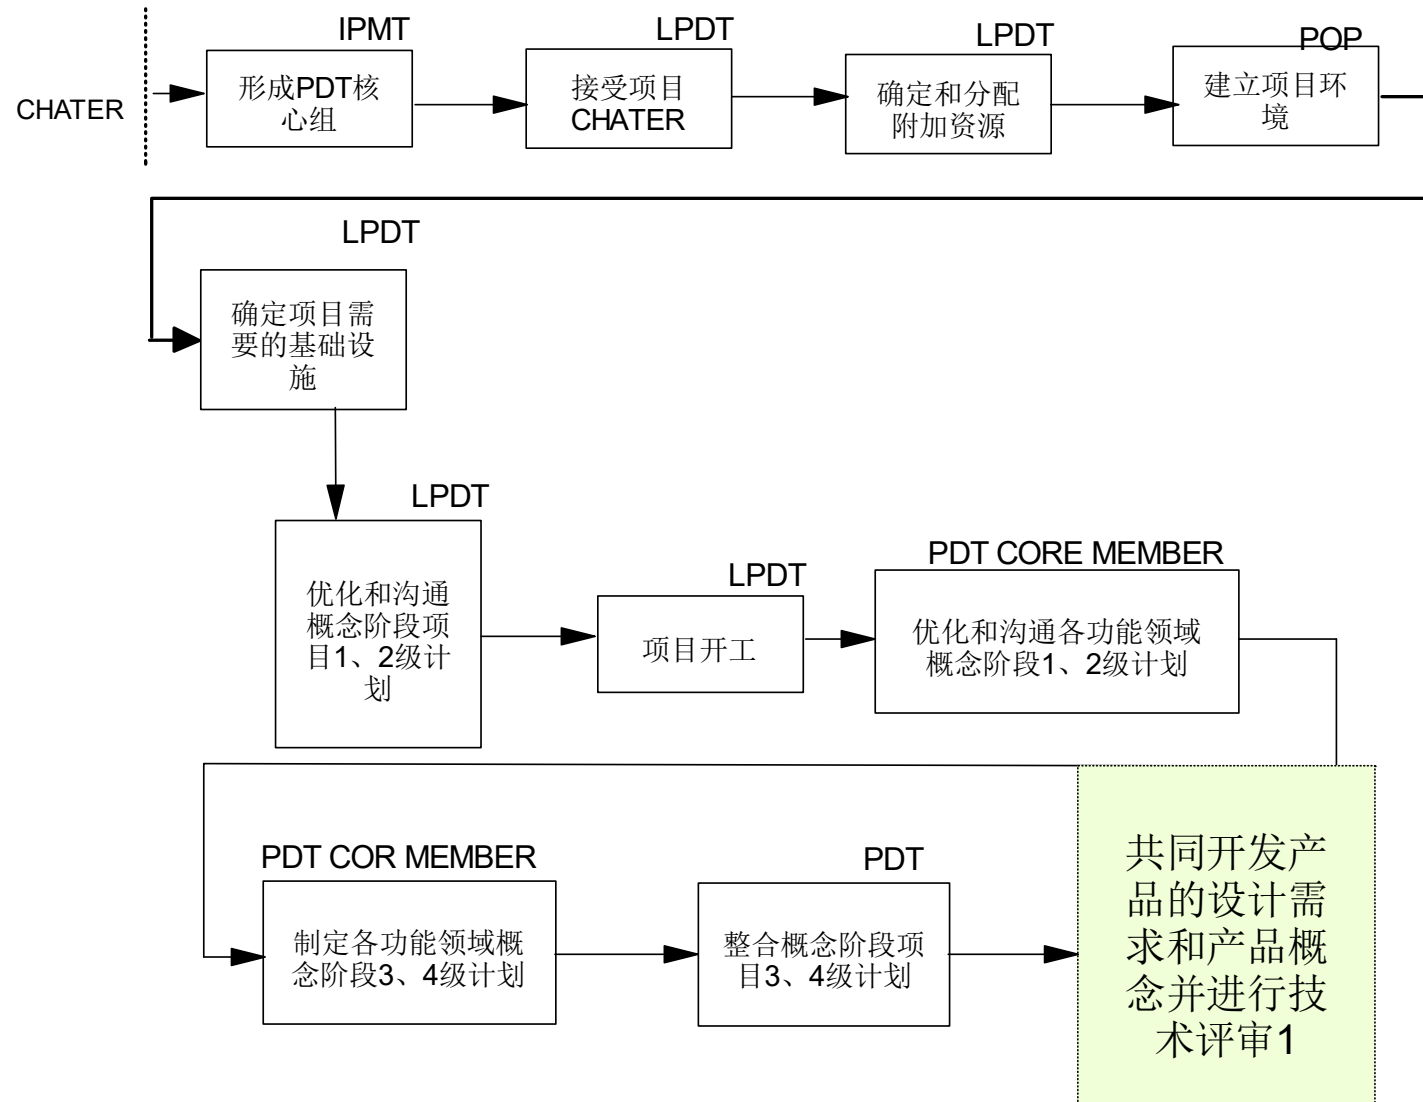 IPMT
LPDT
LPDT
POP
CHATER
形成PDT核
心组
接受项目
CHATER
确定和分配
附加资源
建立项目环
境
LPDT
确定项目需
要的基础设
施
LPDT
优化和沟通
概念阶段项
目1、2级计
划
LPDT
项目开工
PDT CORE MEMBER
优化和沟通各功能领域
概念阶段1、2级计划
PDT COR MEMBER
制定各功能领域概
念阶段3、4级计划
PDT
整合概念阶段项
目3、4级计划
共同开发产
品的设计需
求和产品概
念并进行技
术评审1